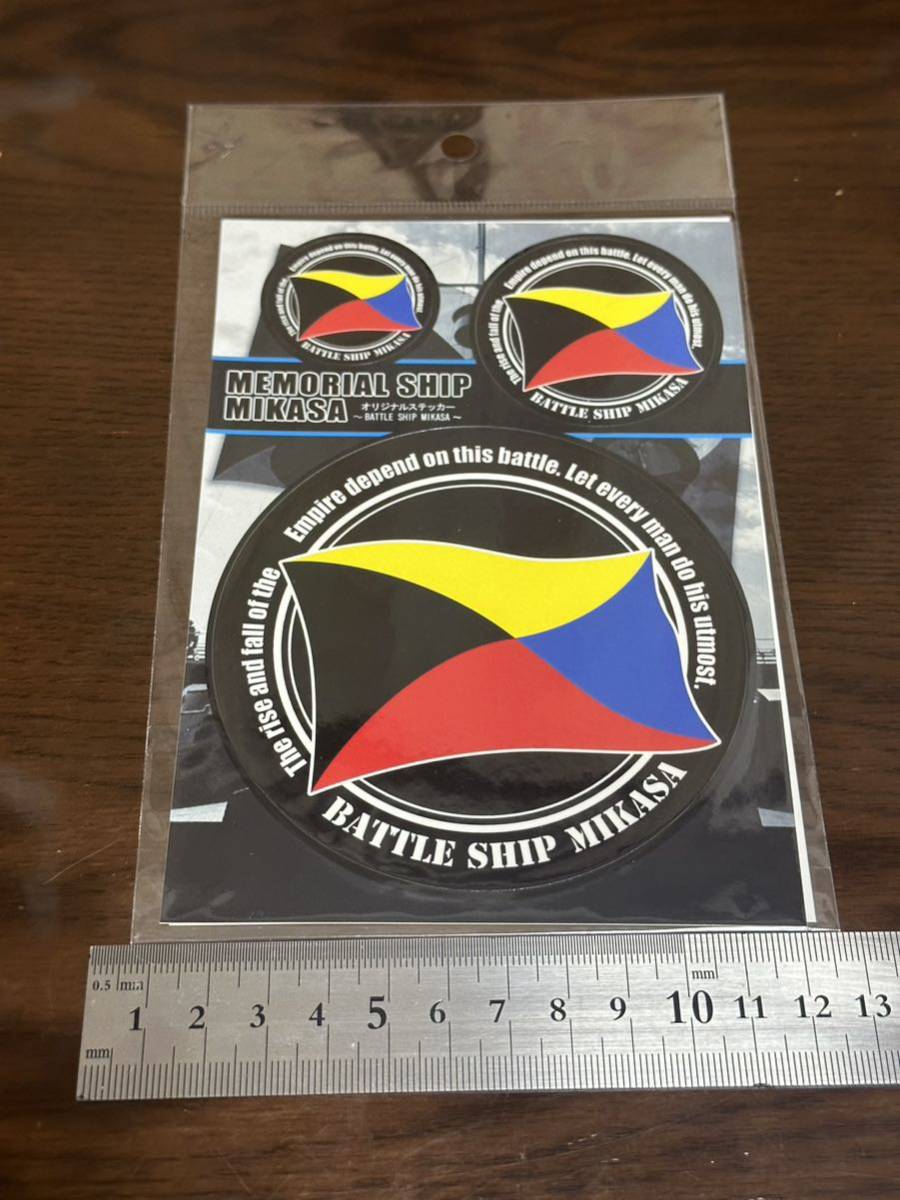 The rise and fall of the Empire depend on this battle. Let every man do his utmost.
BATTLE SHIP MIKASA
The rise and fall of the Empire depend on this battle. Let every man do his utmost.
BATTLE SHIP MIKASA
MEMORIAL SHIP
MIKASA オリジナルステッカー
～BATTLE SHIP MIKASA～
The rise and fall of the Empire depend on this battle. Let every man do his utmost.
BATTLE SHIP MIKASA
0.5 mm
mm
1 2 3 4 5 6 7 8 9 10 11 12 13
mm